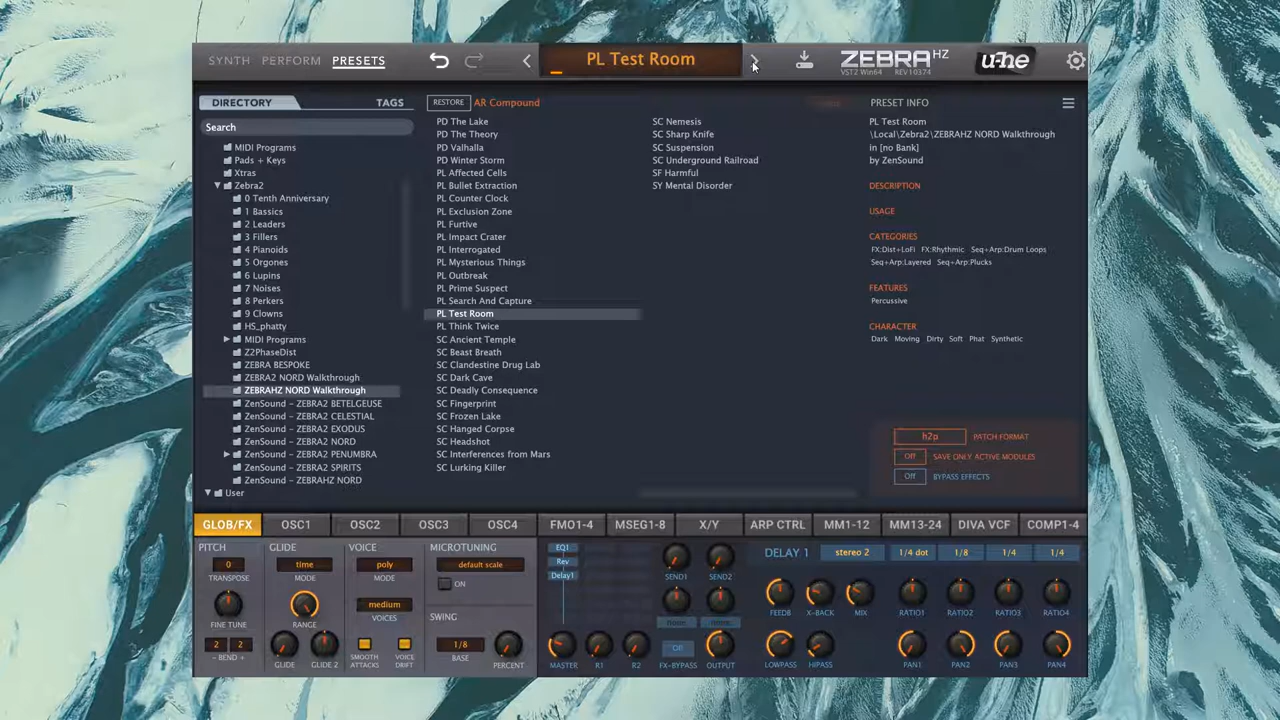 SYNTH PERFORM PRESETS
PL Test Room
ZEBRAHZ
VST2 Win64 REV10374
u-he
DIRECTORY TAGS
Search
MIDI Programs
Pads + Keys
Xtras
Zebra2
0 Tenth Anniversary
1 Bassics
2 Leaders
3 Fillers
4 Pianoids
5 Orgones
6 Lupins
7 Noises
8 Perkers
9 Clowns
HS_phatty
MIDI Programs
Z2PhaseDist
ZEBRA BESPOKE
ZEBRA2 NORD Walkthrough
ZEBRAHZ NORD Walkthrough
ZenSound - ZEBRA2 BETELGEUSE
ZenSound - ZEBRA2 CELESTIAL
ZenSound - ZEBRA2 EXODUS
ZenSound - ZEBRA2 NORD
ZenSound - ZEBRA2 PENUMBRA
ZenSound - ZEBRA2 SPIRITS
ZenSound - ZEBRAHZ NORD
User
RESTORE AR Compound
PD The Lake
PD The Theory
PD Valhalla
PD Winter Storm
PL Affected Cells
PL Bullet Extraction
PL Counter Clock
PL Exclusion Zone
PL Furtive
PL Impact Crater
PL Interrogated
PL Mysterious Things
PL Outbreak
PL Prime Suspect
PL Search And Capture
PL Test Room
PL Think Twice
SC Ancient Temple
SC Beast Breath
SC Clandestine Drug Lab
SC Dark Cave
SC Deadly Consequence
SC Fingerprint
SC Frozen Lake
SC Hanged Corpse
SC Headshot
SC Interferences from Mars
SC Lurking Killer
SC Nemesis
SC Sharp Knife
SC Suspension
SC Underground Railroad
SF Harmful
SY Mental Disorder
PRESET INFO
PL Test Room
\Local\Zebra2\ZEBRAHZ NORD Walkthrough
in [no Bank]
by ZenSound
DESCRIPTION
USAGE
CATEGORIES
FX:Dist+LoFi FX:Rhythmic Seq+Arp:Drum Loops
Seq+Arp:Layered Seq+Arp:Plucks
FEATURES
Percussive
CHARACTER
Dark Moving Dirty Soft Phat Synthetic
h2p PATCH FORMAT
Off SAVE ONLY ACTIVE MODULES
Off BYPASS EFFECTS
GLOB/FX OSC1 OSC2 OSC3 OSC4 FMO1-4 MSEG1-8 X/Y ARP CTRL MM1-12 MM13-24 DIVA VCF COMP1-4
PITCH
0
TRANSPOSE
FINE TUNE
2 2
- BEND +
GLIDE
time
MODE
RANGE
GLIDE GLIDE 2
VOICE
poly
MODE
medium
VOICES
SMOOTH ATTACKS
VOICE DRIFT
MICROTUNING
default scale
ON
SWING
1/8
BASE PERCENT
EQ1
Rev
Delay1
MASTER R1 R2
SEND1 SEND2
none
Off
FX-BYPASS OUTPUT
DELAY 1 stereo 2 1/4 dot 1/8 1/4 1/4
FEEDB X-BACK MIX RATIO1 RATIO2 RATIO3 RATIO4
LOWPASS HIPASS PAN1 PAN2 PAN3 PAN4